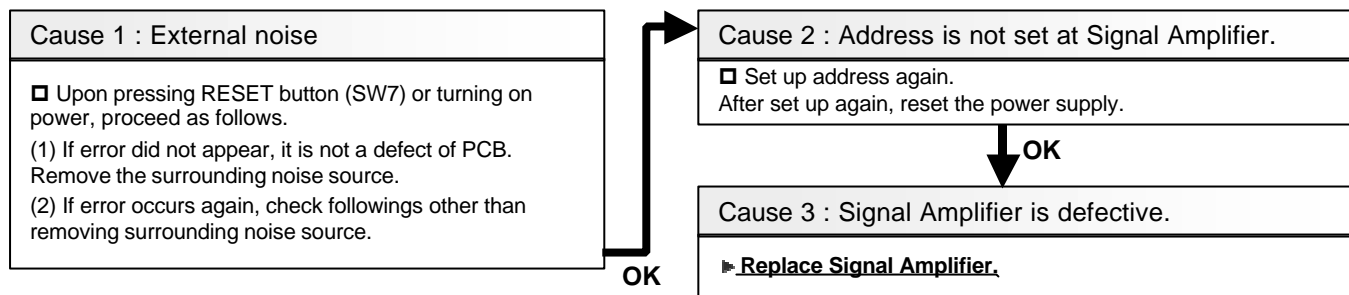 Cause 1 : External noise
□ Upon pressing RESET button (SW7) or turning on
power, proceed as follows.
(1) If error did not appear, it is not a defect of PCB.
Remove the surrounding noise source.
(2) If error occurs again, check followings other than
removing surrounding noise source.
OK
Cause 2 : Address is not set at Signal Amplifier.
□ Set up address again.
After set up again, reset the power supply.
OK
Cause 3 : Signal Amplifier is defective.
Replace Signal Amplifier.